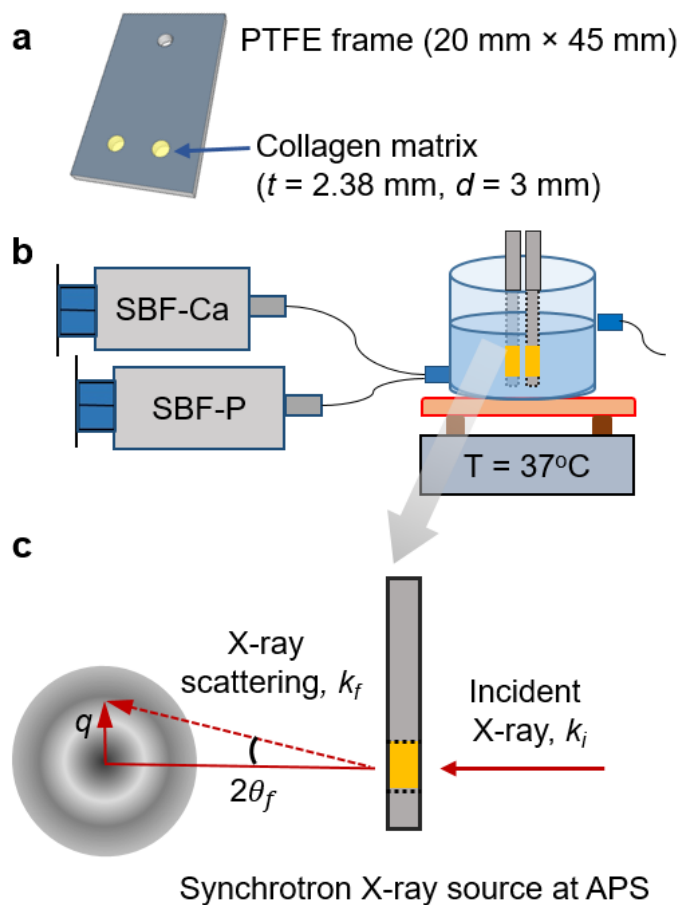 a
PTFE frame (20 mm × 45 mm)
Collagen matrix
(t = 2.38 mm, d = 3 mm)
b
SBF-Ca
SBF-P
T = 37°C
c
X-ray
scattering, k_f
Incident
X-ray, k_i
q
2θ_f
Synchrotron X-ray source at APS